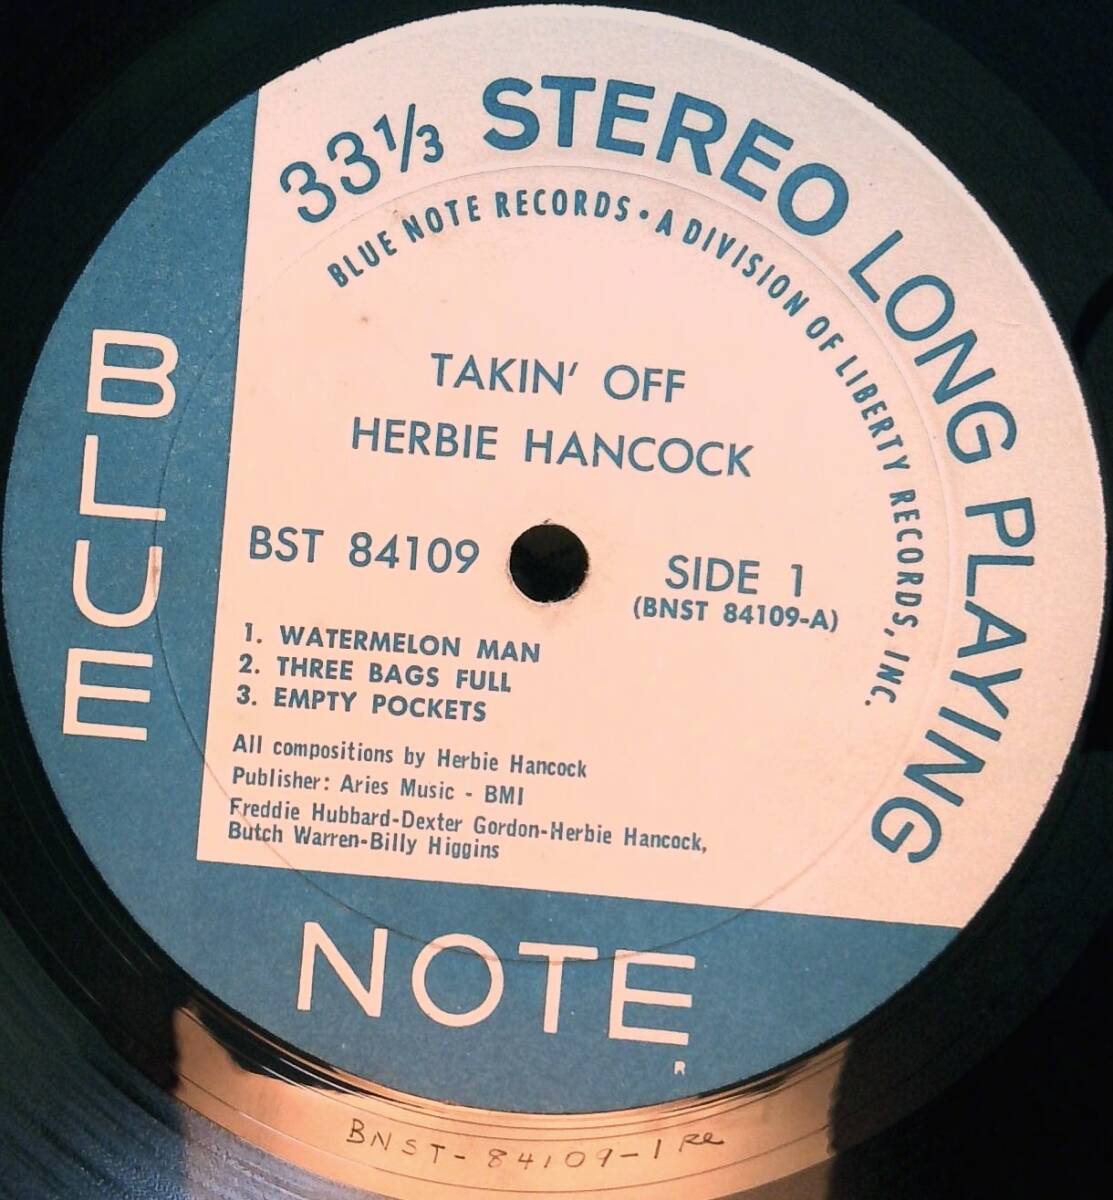 33⅓ STEREO LONG PLAYING
BLUE NOTE RECORDS • A DIVISION OF LIBERTY RECORDS, INC.
TAKIN' OFF
HERBIE HANCOCK
BST 84109
SIDE 1
(BNST 84109-A)
1. WATERMELON MAN
2. THREE BAGS FULL
3. EMPTY POCKETS
All compositions by Herbie Hancock
Publisher: Aries Music - BMI
Freddie Hubbard-Dexter Gordon-Herbie Hancock,
Butch Warren-Billy Higgins
BLUE
NOTE
R
BNST-84109-1 Re